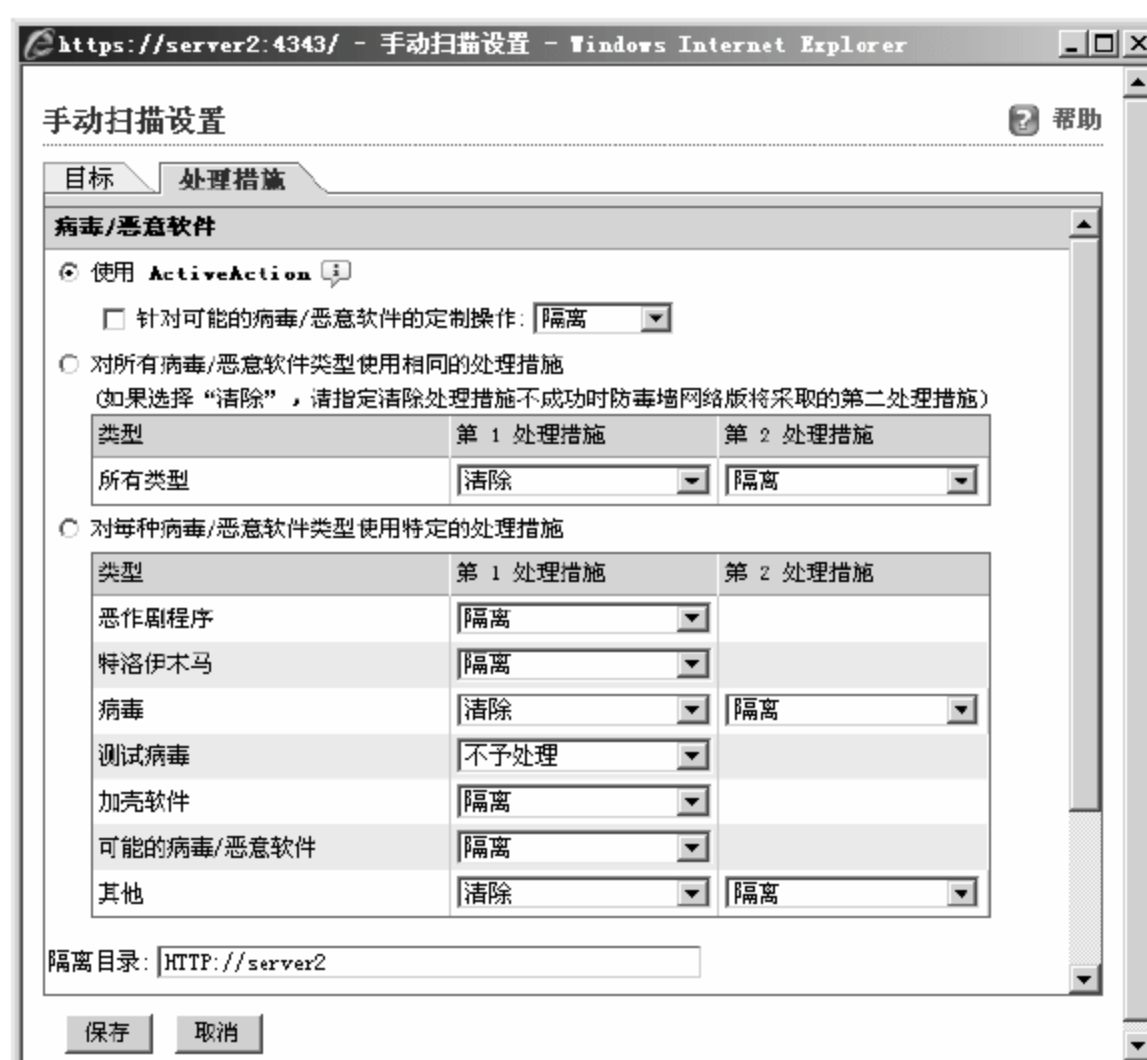 https://server2:4343/ - 手动扫描设置 - Windows Internet Explorer
手动扫描设置
帮助
目标 处理措施
病毒/恶意软件
使用 ActiveAction
针对可能的病毒/恶意软件的定制操作: 隔离
对所有病毒/恶意软件类型使用相同的处理措施
(如果选择“清除”,请指定清除处理措施不成功时防毒墙网络版将采取的第二处理措施)
类型 第 1 处理措施 第 2 处理措施
所有类型 清除 隔离
对每种病毒/恶意软件类型使用特定的处理措施
类型 第 1 处理措施 第 2 处理措施
恶作剧程序 隔离
特洛伊木马 隔离
病毒 清除 隔离
测试病毒 不予处理
加壳软件 隔离
可能的病毒/恶意软件 隔离
其他 清除 隔离
隔离目录: HTTP://server2
保存 取消